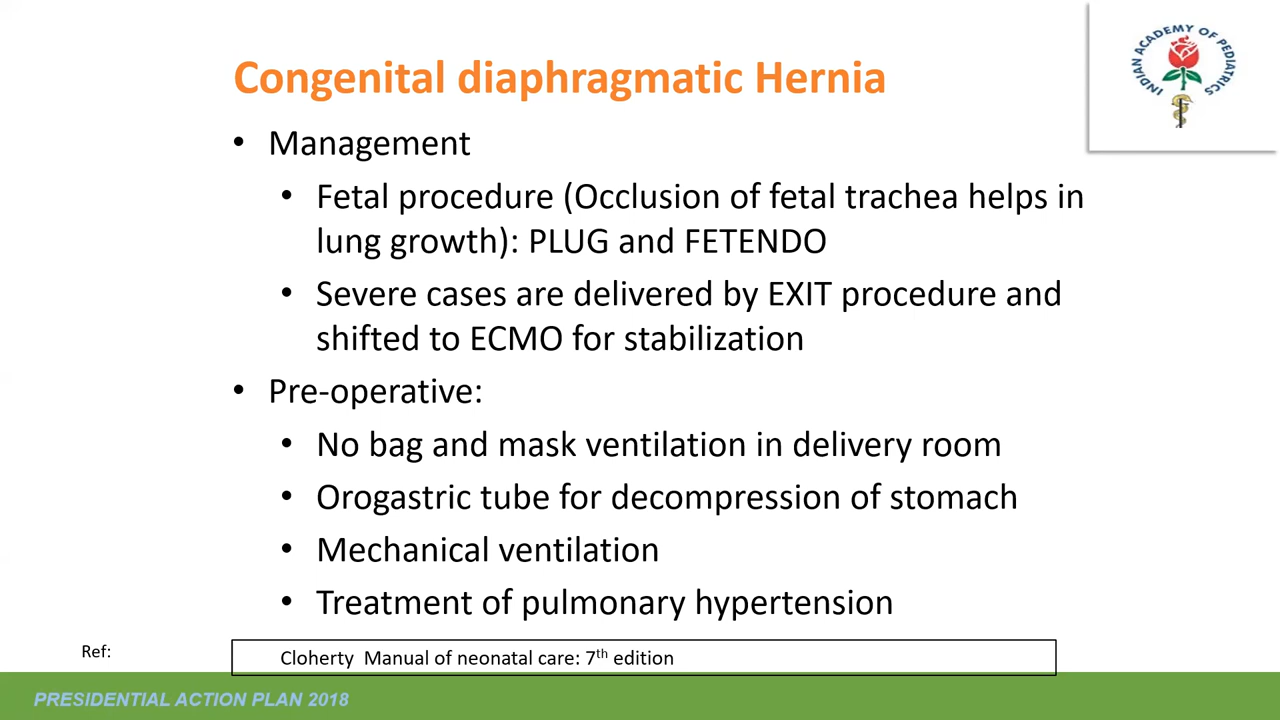 INDIAN ACADEMY OF PEDIATRICS
Congenital diaphragmatic Hernia
• Management
• Fetal procedure (Occlusion of fetal trachea helps in
lung growth): PLUG and FETENDO
• Severe cases are delivered by EXIT procedure and
shifted to ECMO for stabilization
• Pre-operative:
• No bag and mask ventilation in delivery room
• Orogastric tube for decompression of stomach
• Mechanical ventilation
• Treatment of pulmonary hypertension
Ref:
Cloherty Manual of neonatal care: 7th edition
PRESIDENTIAL ACTION PLAN 2018